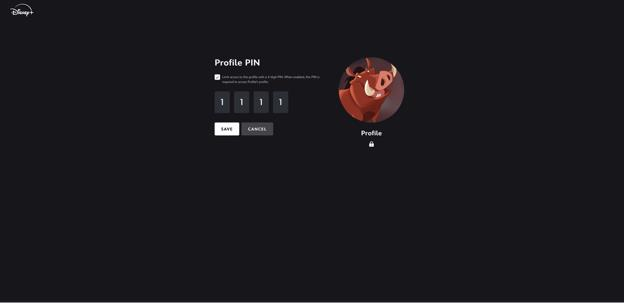 Disney+
Profile PIN
Limit access to this profile with a 4-digit PIN. When enabled, the PIN is
required to access Profile's profile.
1 1 1 1
SAVE CANCEL
Profile